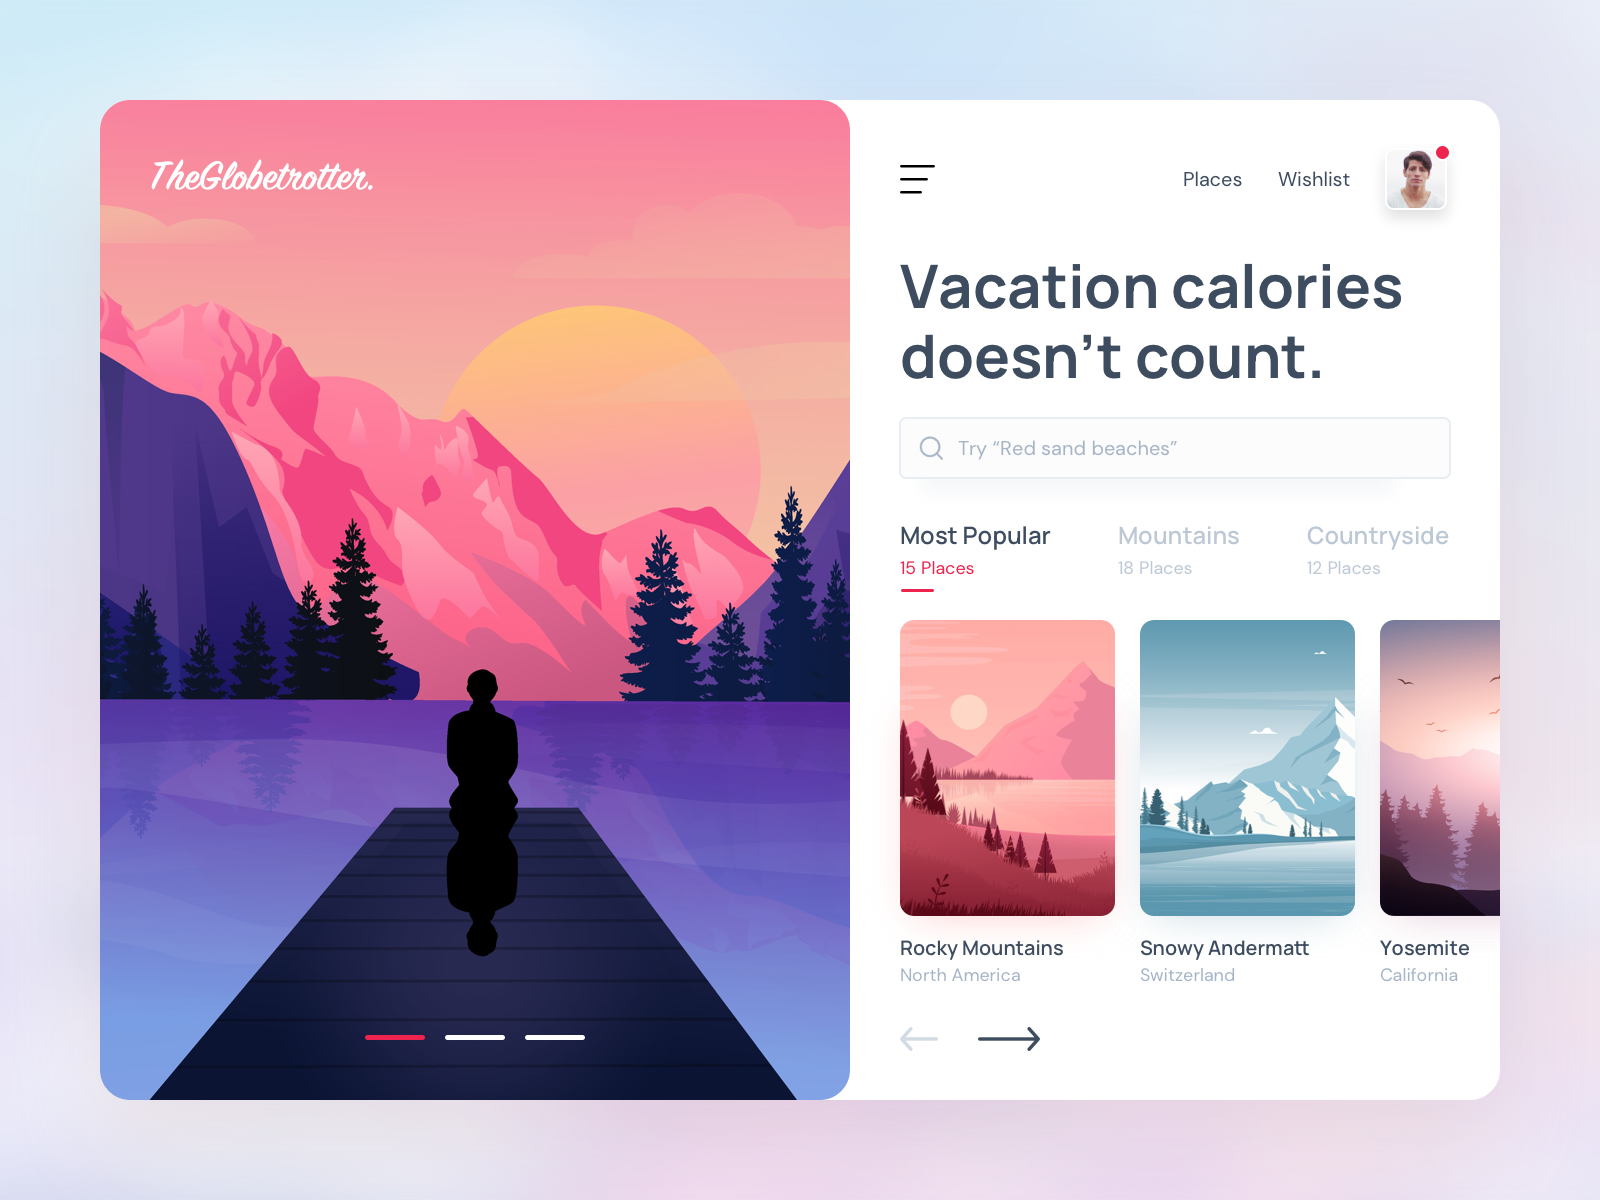 TheGlobetrotter.
Places Wishlist
Vacation calories
doesn’t count.
Try “Red sand beaches”
Most Popular Mountains Countryside
15 Places 18 Places 12 Places
Rocky Mountains Snowy Andermatt Yosemite
North America Switzerland California